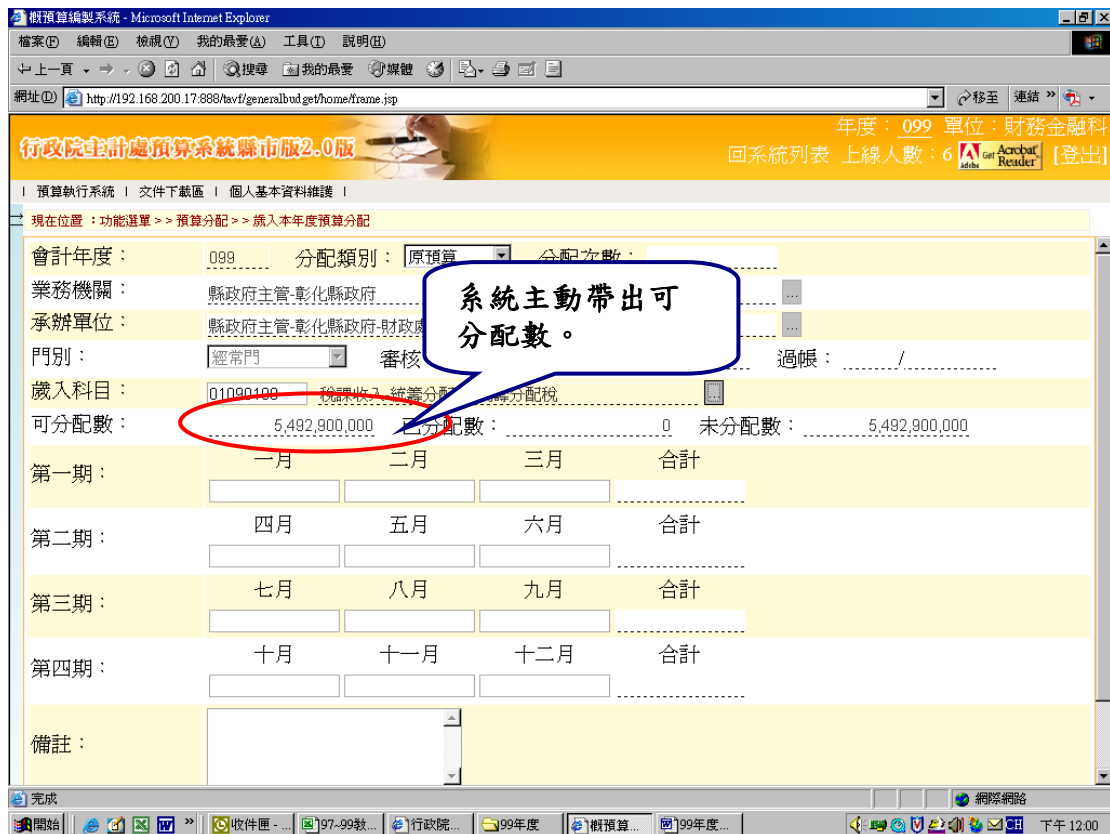 概預算編製系統 - Microsoft Internet Explorer
檔案(F) 編輯(E) 檢視(V) 我的最愛(A) 工具(T) 說明(H)
上一頁 搜尋 我的最愛 媒體
網址(D) http://192.168.200.17:888/tavf/generalbudget/home/frame.jsp 移至 連結 »
行政院主計處預算系統縣市版2.0版
年度：099 單位：財務金融科
回系統列表 上線人數：6 Adobe Get Acrobat Reader [登出]
| 預算執行系統 | 文件下載區 | 個人基本資料維護 |
現在位置 ：功能選單>>預算分配>>歲入本年度預算分配
會計年度： 099 分配類別： 原預算 分配次數：
業務機關： 縣政府主管-彰化縣政府 ...
承辦單位： 縣政府主管-彰化縣政府-財政處 ...
系統主動帶出可
分配數。
門別： 經常門 審核 過帳： /
歲入科目： 01090100 稅課收入-統籌分配 籌分配稅 ...
可分配數： 5,492,900,000 已分配數： 0 未分配數： 5,492,900,000
第一期： 一月 二月 三月 合計
第二期： 四月 五月 六月 合計
第三期： 七月 八月 九月 合計
第四期： 十月 十一月 十二月 合計
備註：
完成 網際網路
開始 » 收件匣 - ... 97~99教... 行政院... 99年度 概預算... 99年度... CH 下午 12:00